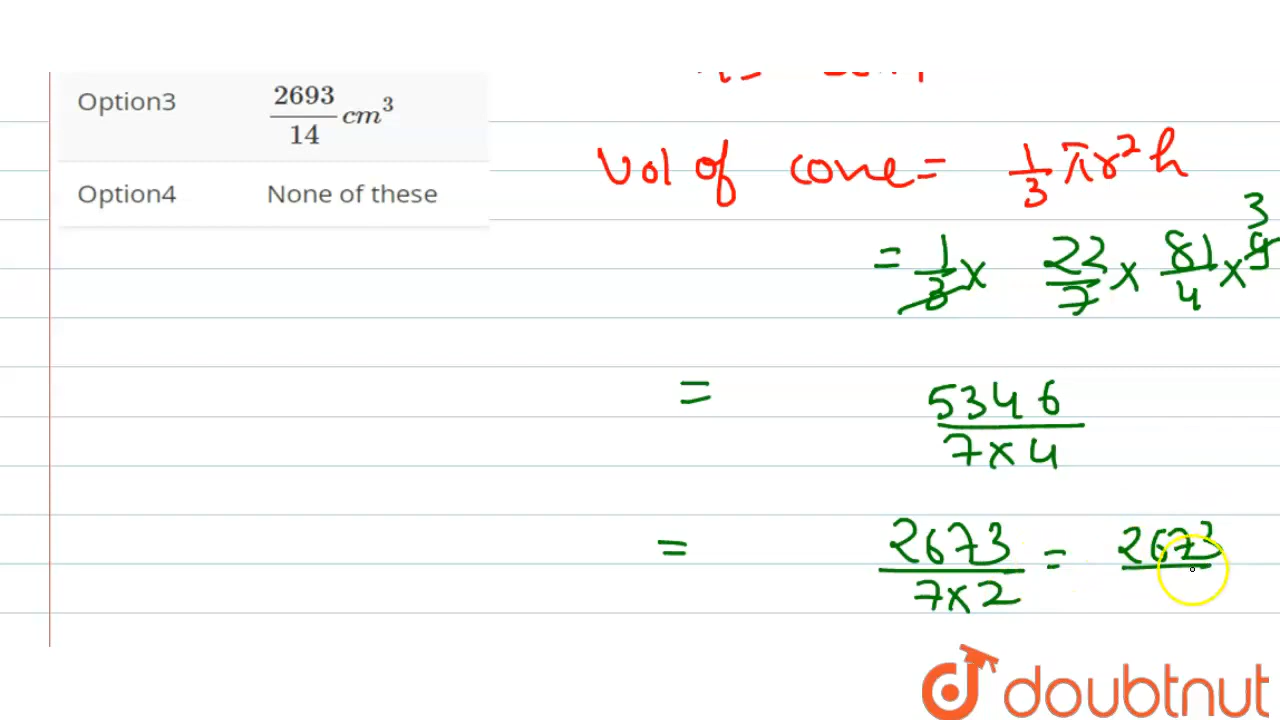 Option3 2693/14 cm³
Option4 None of these
Vol of cone = 1/3 πr²h
= 1/3 × 22/7 × 81/4 × 9 3
= 5346/7×4
= 2673/7×2 = 2673
doubtnut